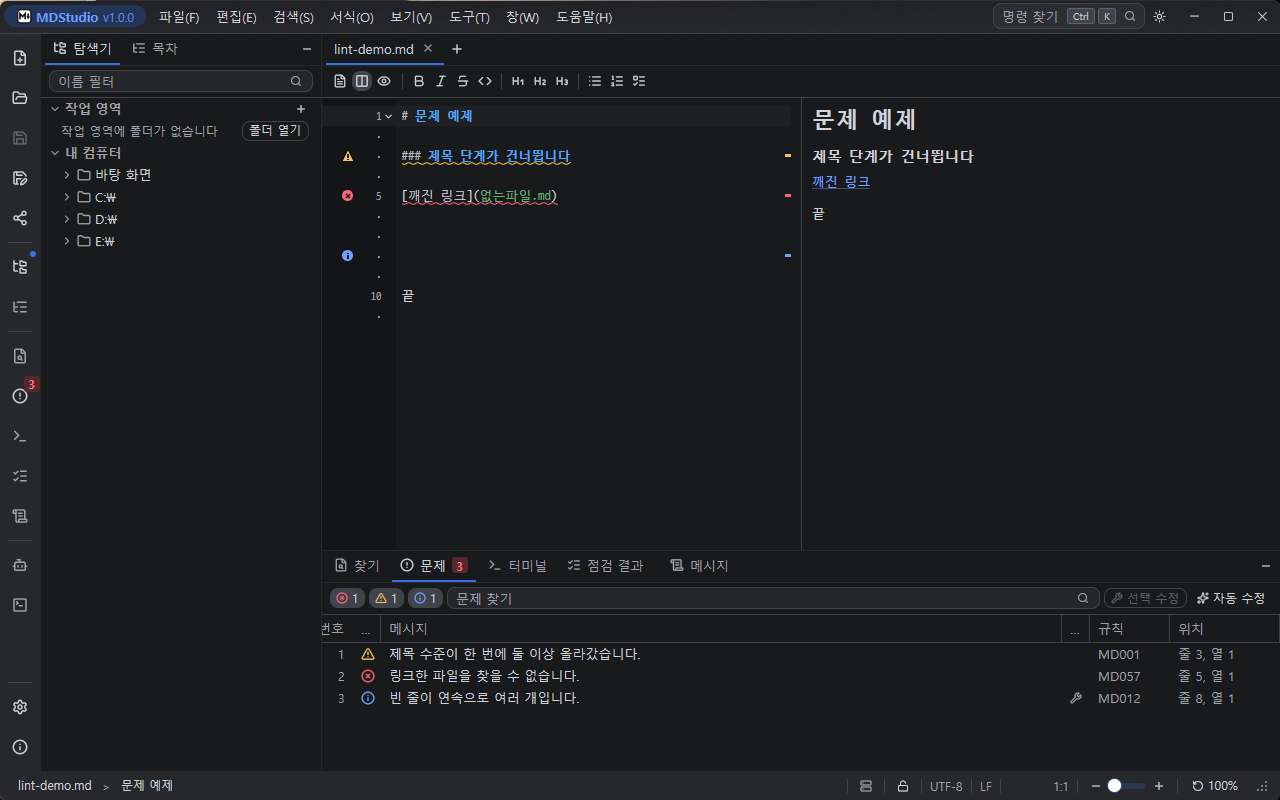 MDStudio v1.0.0 파일(F) 편집(E) 검색(S) 서식(O) 보기(V) 도구(T) 창(W) 도움말(H) 명령 찾기 Ctrl K
탐색기 목차
lint-demo.md
이름 필터
B I S H1 H2 H3
작업 영역
작업 영역에 폴더가 없습니다 폴더 열기
내 컴퓨터
바탕 화면
C:₩
D:₩
E:₩
3
1 # 문제 예제
### 제목 단계가 건너뜁니다
5 [깨진 링크](없는파일.md)
10 끝
문제 예제
제목 단계가 건너뜁니다
깨진 링크
끝
찾기 문제 3 터미널 점검 결과 메시지
1 1 1 문제 찾기 선택 수정 자동 수정
번호 ... 메시지 ... 규칙 위치
1 제목 수준이 한 번에 둘 이상 올라갔습니다. MD001 줄 3, 열 1
2 링크한 파일을 찾을 수 없습니다. MD057 줄 5, 열 1
3 빈 줄이 연속으로 여러 개입니다. MD012 줄 8, 열 1
lint-demo.md > 문제 예제 UTF-8 LF 1:1 100%